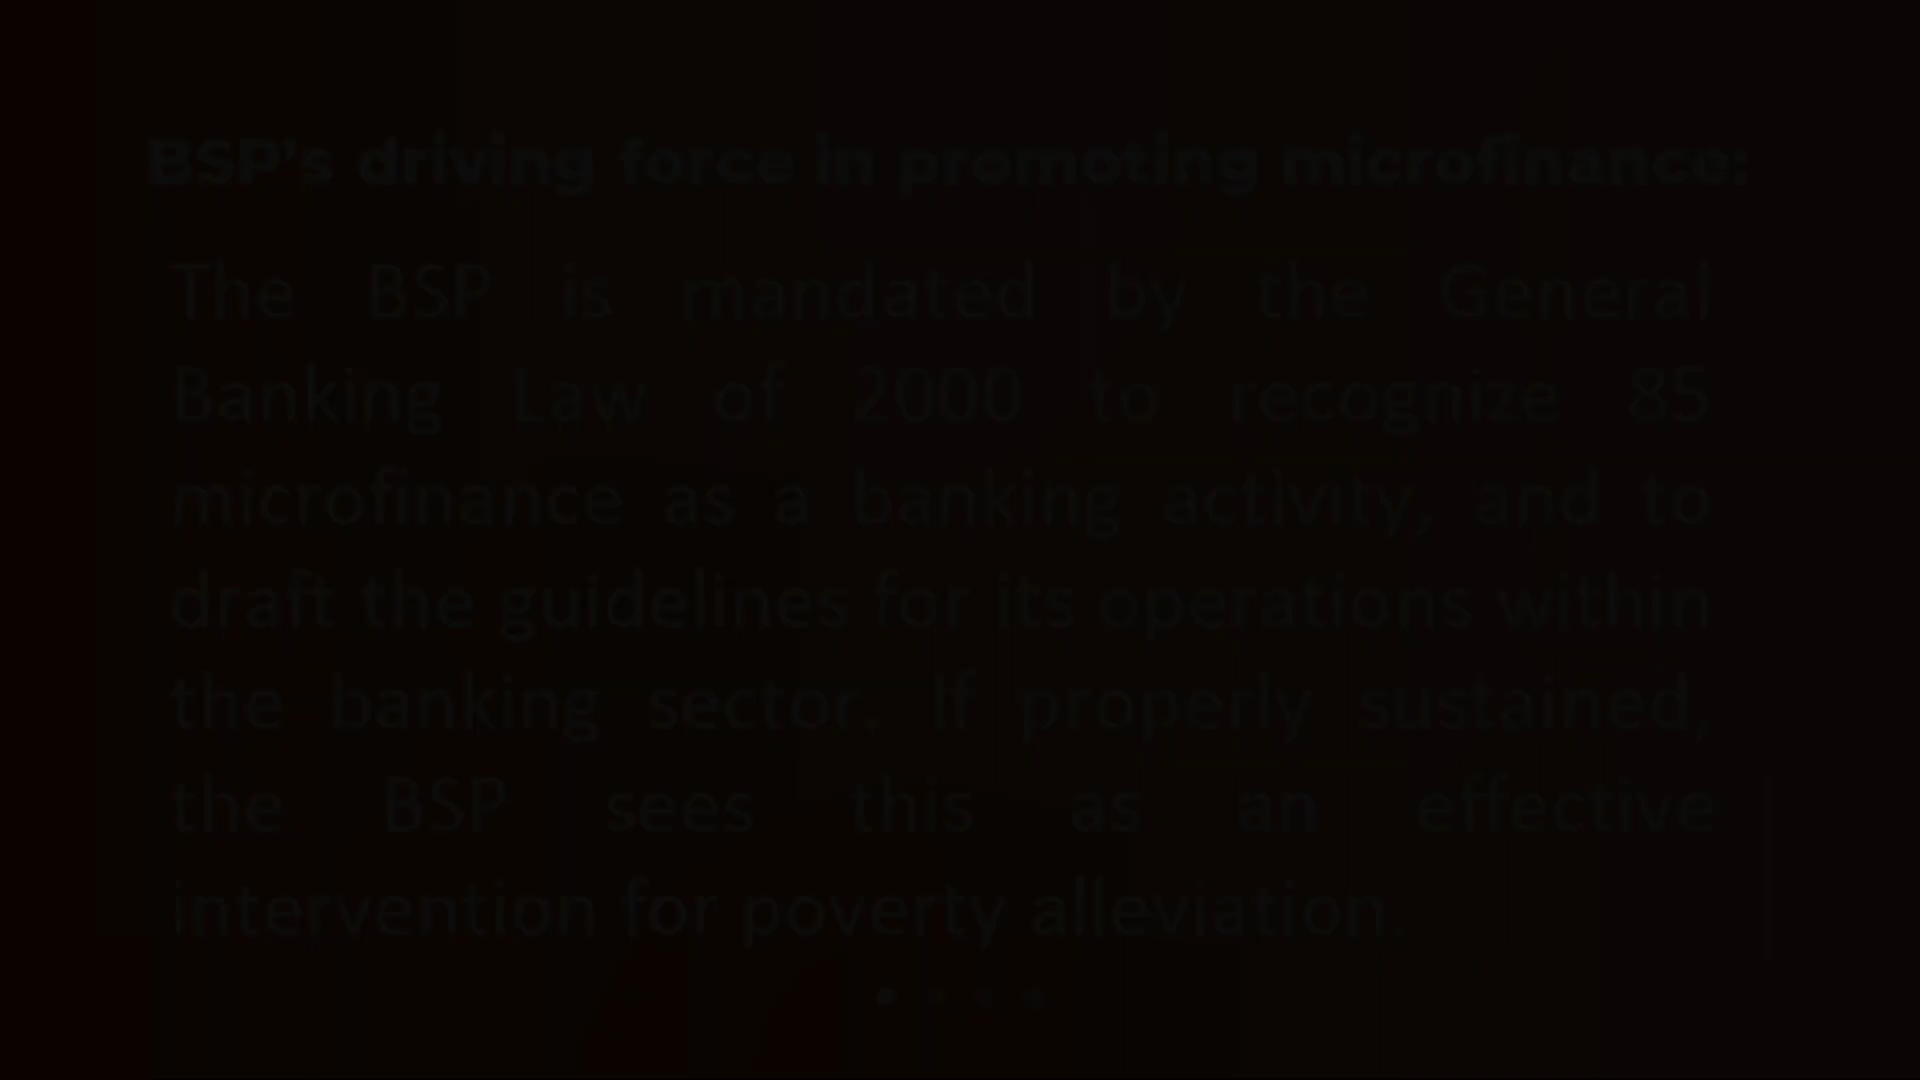 BSP's driving force in promoting microfinance:
The BSP is mandated by the General
Banking Law of 2000 to recognize 85
microfinance as a banking activity, and to
draft the guidelines for its operations within
the banking sector. If properly sustained,
the BSP sees this as an effective
intervention for poverty alleviation.